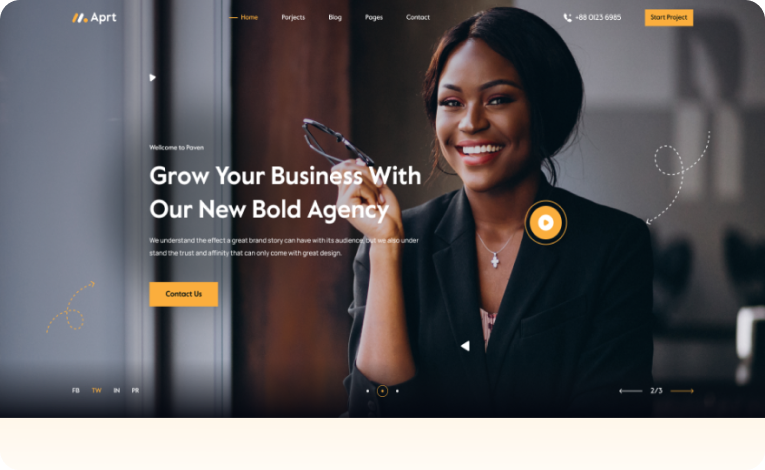 Aprt
Home Porjects Blog Pages Contact
+88 0123 6985
Start Project
Wellcome to Paven
Grow Your Business With
Our New Bold Agency
We understand the effect a great brand story can have with its audience, but we also under
stand the trust and affinity that can only come with great design.
Contact Us
FB TW IN PR
2/3